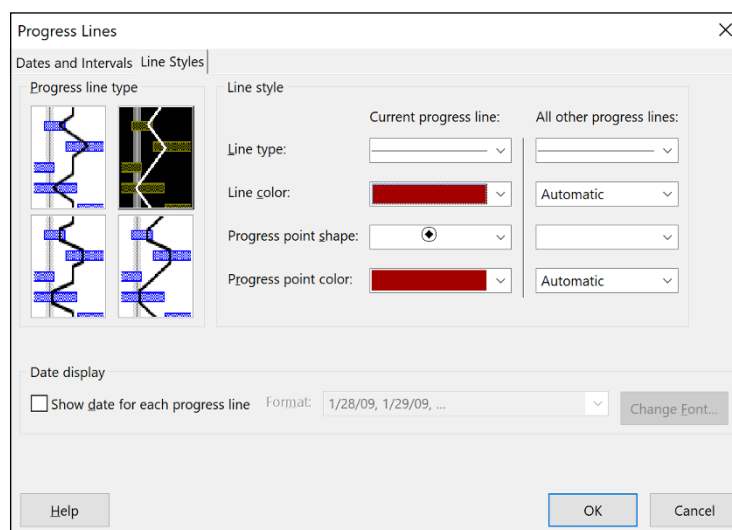 Progress Lines
Dates and Intervals Line Styles
Progress line type
Line style
Current progress line: All other progress lines:
Line type:
Line color: Automatic
Progress point shape:
Progress point color: Automatic
Date display
Show date for each progress line Format: 1/28/09, 1/29/09, ... Change Font...
Help OK Cancel